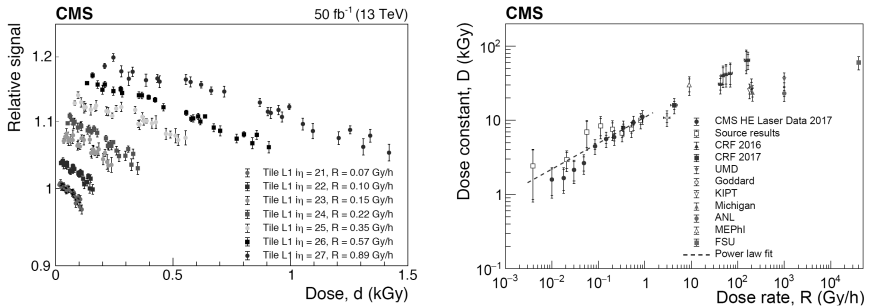 CMS
50 fb⁻¹ (13 TeV)
Relative signal
1.2
1.1
1
0.9
Tile L1 iη = 21, R = 0.07 Gy/h
Tile L1 iη = 22, R = 0.10 Gy/h
Tile L1 iη = 23, R = 0.15 Gy/h
Tile L1 iη = 24, R = 0.22 Gy/h
Tile L1 iη = 25, R = 0.35 Gy/h
Tile L1 iη = 26, R = 0.57 Gy/h
Tile L1 iη = 27, R = 0.89 Gy/h
0 0.5 1 1.5
Dose, d (kGy)
CMS
Dose constant, D (kGy)
10²
10
1
10⁻¹
CMS HE Laser Data 2017
Source results
CRF 2016
CRF 2017
UMD
Goddard
KIPT
Michigan
ANL
MEPhI
FSU
Power law fit
10⁻³ 10⁻² 10⁻¹ 1 10 10² 10³ 10⁴
Dose rate, R (Gy/h)